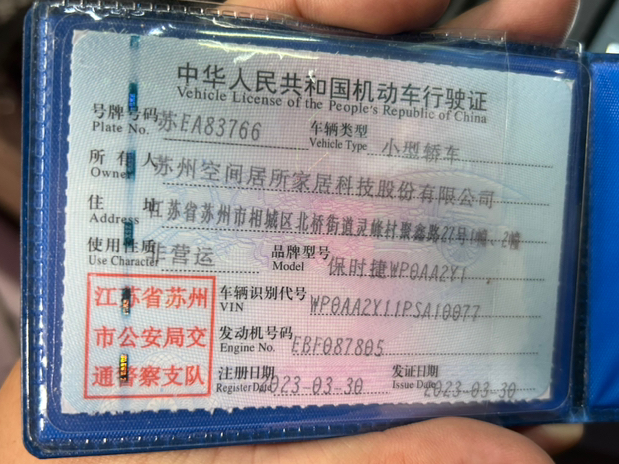 中华人民共和国机动车行驶证
Vehicle License of the People's Republic of China
号牌号码 苏EA83766 车辆类型 小型轿车
Plate No. Vehicle Type
所有人 苏州空间居所家居科技股份有限公司
Owner
住址 江苏省苏州市相城区北桥街道灵峰村聚鑫路27号1幢、2幢
Address
使用性质 非营运 品牌型号 保时捷WP0AA2Y1
Use Character Model
江苏省苏州 车辆识别代号 WP0AA2Y11PSA10077
VIN
市公安局交 发动机号码 EBF087805
Engine No.
通警察支队 注册日期 2023-03-30 发证日期 2023-03-30
Register Date Issue Date